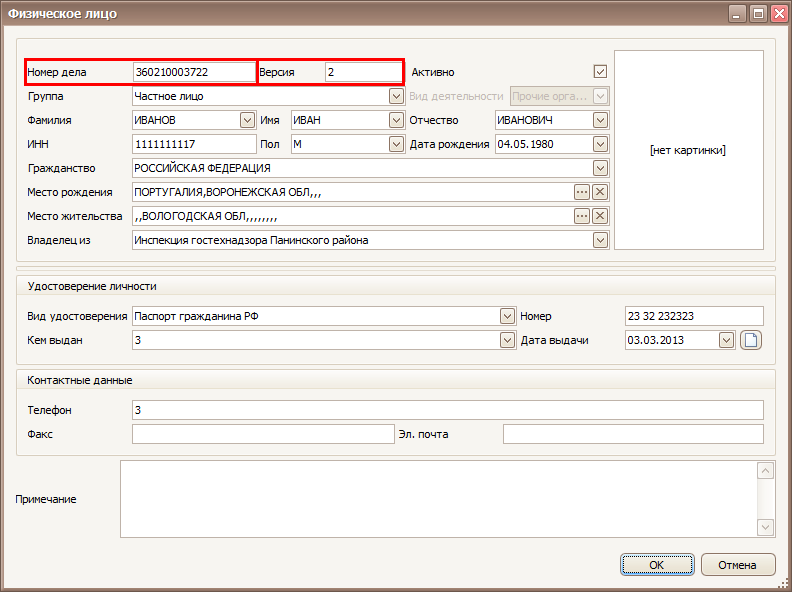 Физическое лицо
Номер дела 360210003722 Версия 2 Активно
Группа Частное лицо Вид деятельности Прочие орга...
Фамилия ИВАНОВ Имя ИВАН Отчество ИВАНОВИЧ
ИНН 1111111117 Пол М Дата рождения 04.05.1980
[нет картинки]
Гражданство РОССИЙСКАЯ ФЕДЕРАЦИЯ
Место рождения ПОРТУГАЛИЯ,ВОРОНЕЖСКАЯ ОБЛ,,,
Место жительства ,,ВОЛОГОДСКАЯ ОБЛ,,,,,,,,
Владелец из Инспекция гостехнадзора Панинского района
Удостоверение личности
Вид удостоверения Паспорт гражданина РФ Номер 23 32 232323
Кем выдан 3 Дата выдачи 03.03.2013
Контактные данные
Телефон 3
Факс Эл. почта
Примечание
ОК Отмена